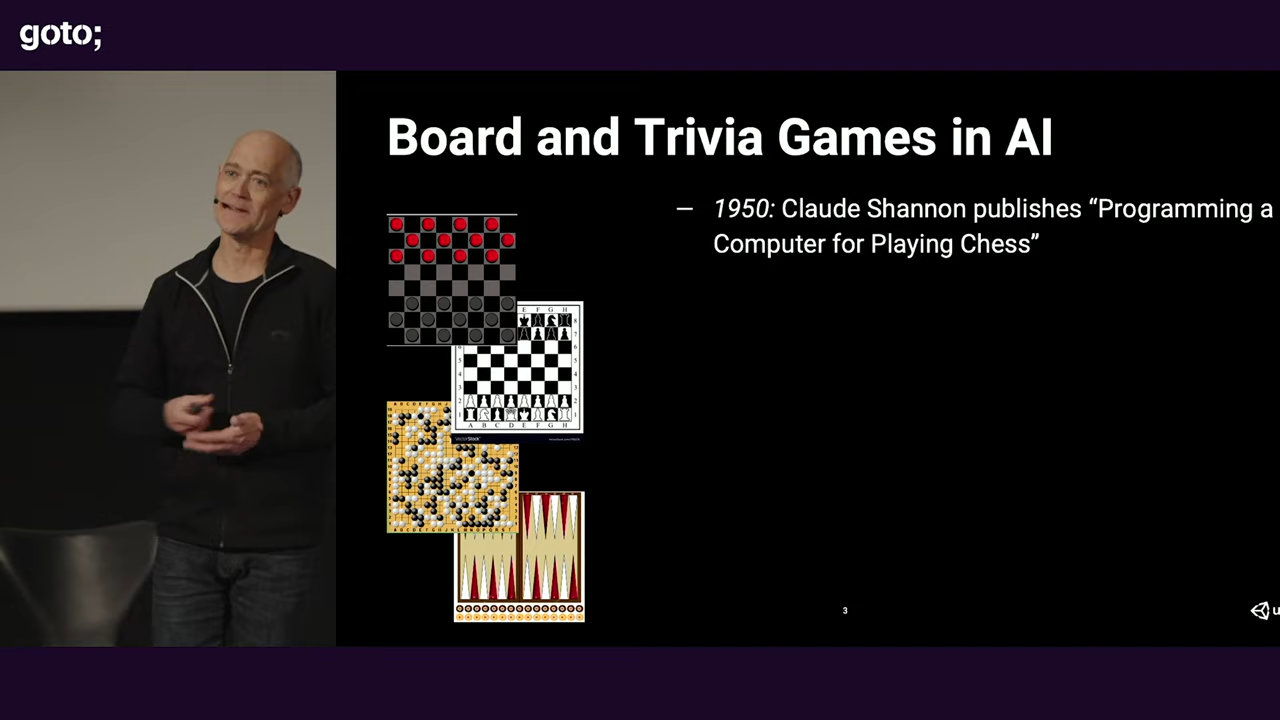 goto;
Board and Trivia Games in AI
— 1950: Claude Shannon publishes “Programming a
Computer for Playing Chess”
3
u